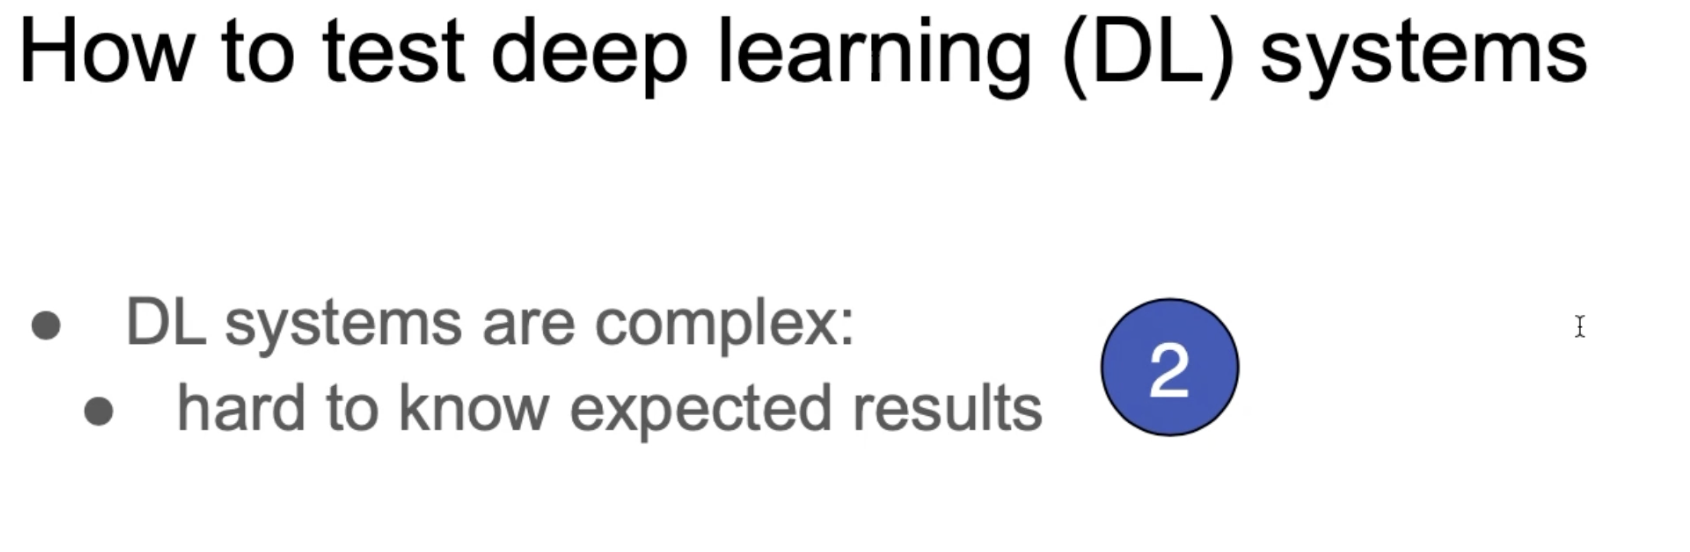 How to test deep learning (DL) systems
● DL systems are complex:
● hard to know expected results
2